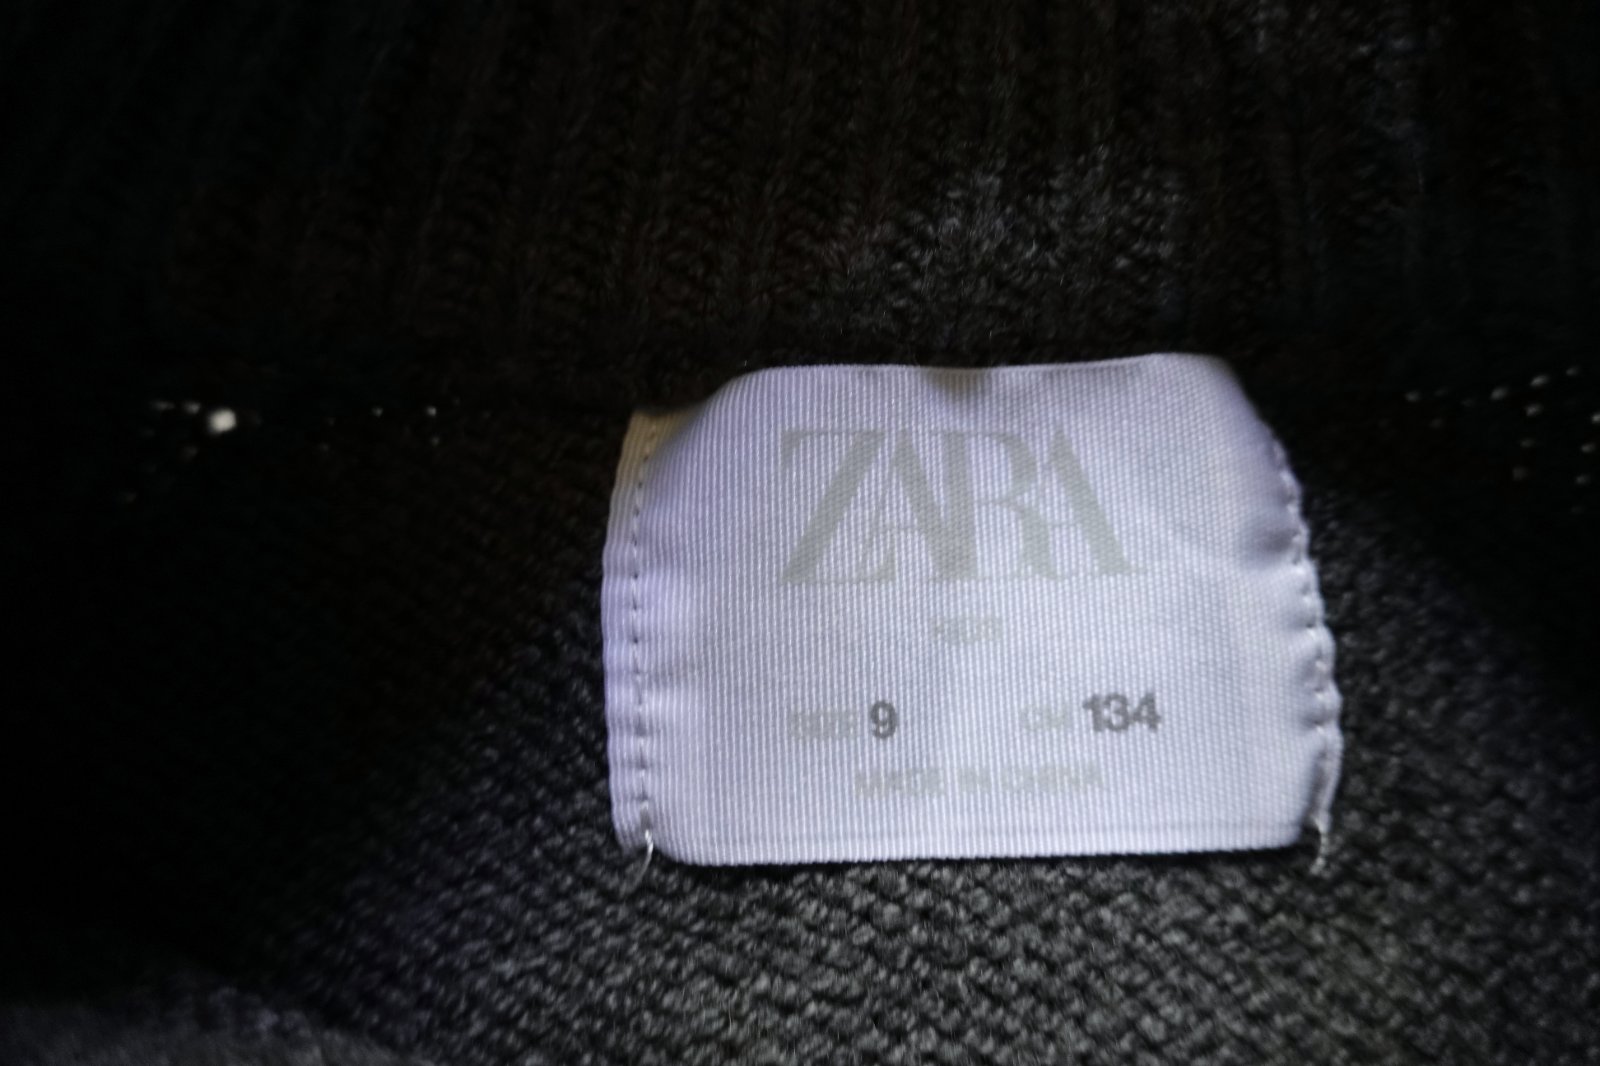 ZARA
KIDS
SIZE 9 CM 134
MADE IN CHINA